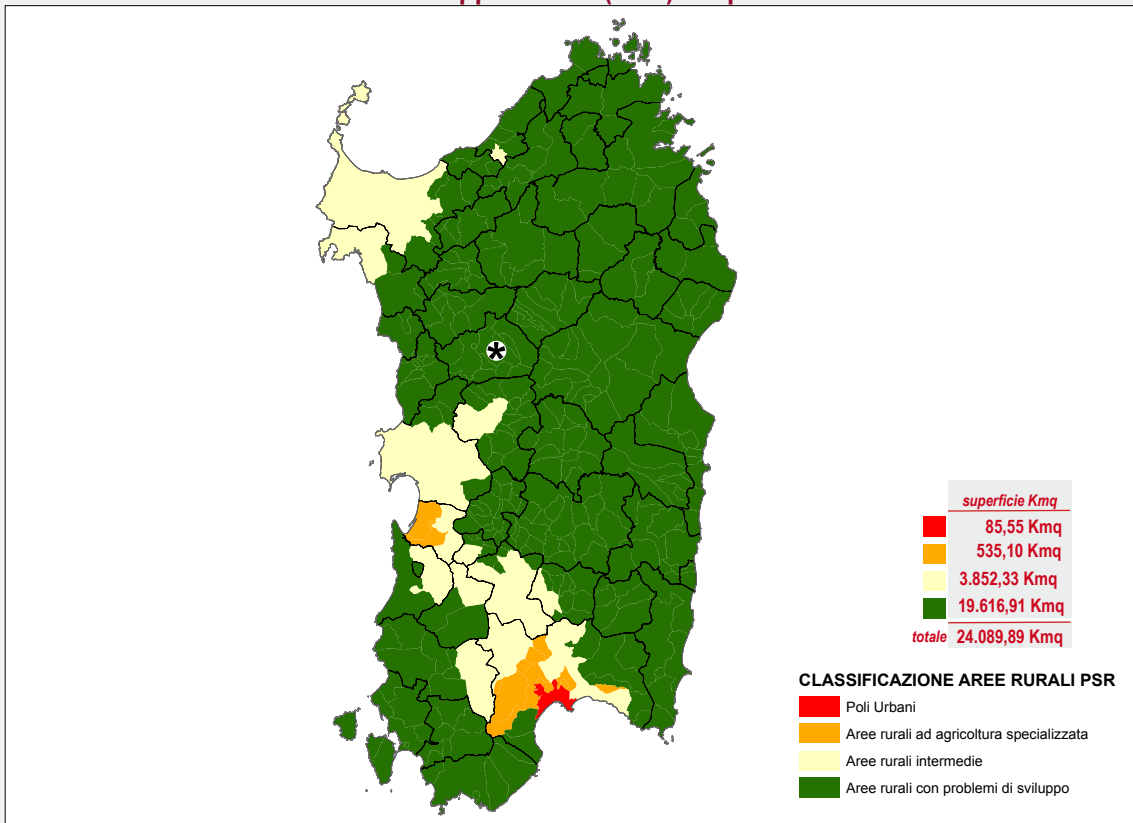 superficie Kmq
85,55 Kmq
535,10 Kmq
3.852,33 Kmq
19.616,91 Kmq
totale 24.089,89 Kmq
CLASSIFICAZIONE AREE RURALI PSR
Poli Urbani
Aree rurali ad agricoltura specializzata
Aree rurali intermedie
Aree rurali con problemi di sviluppo